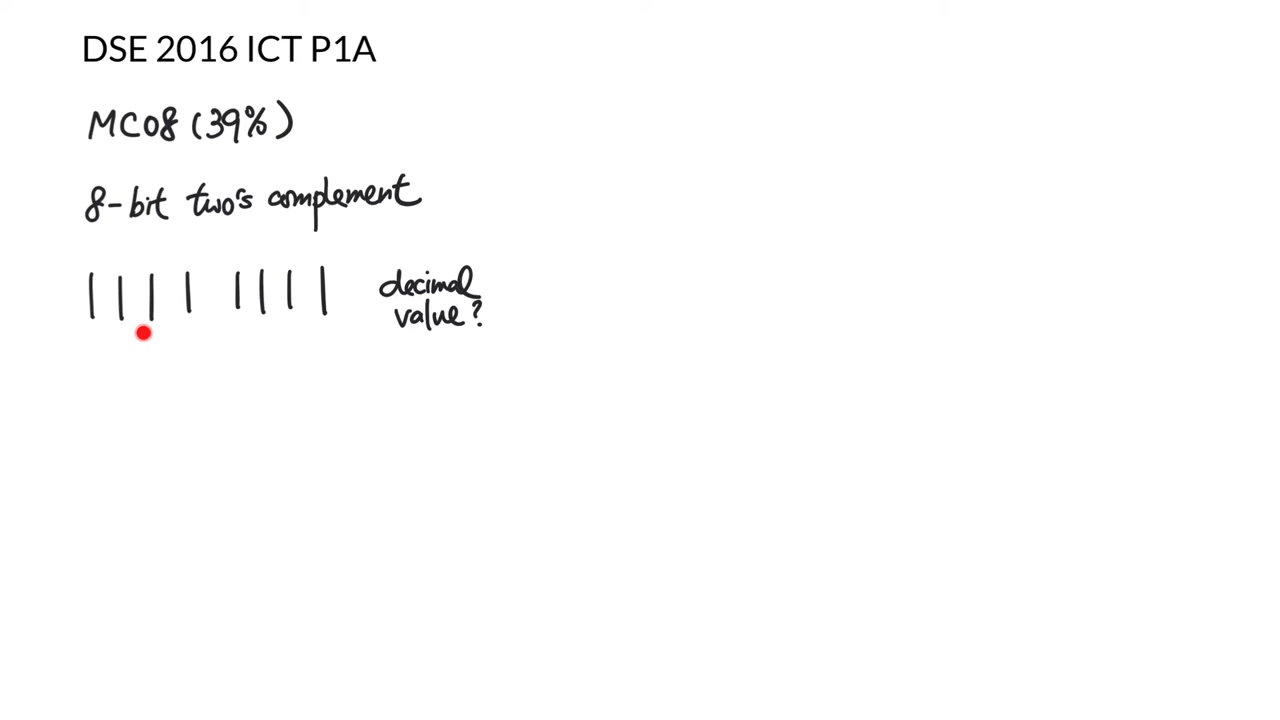 DSE 2016 ICT P1A
MC08 (39%)
8-bit two's complement
1111 1111 decimal
value?